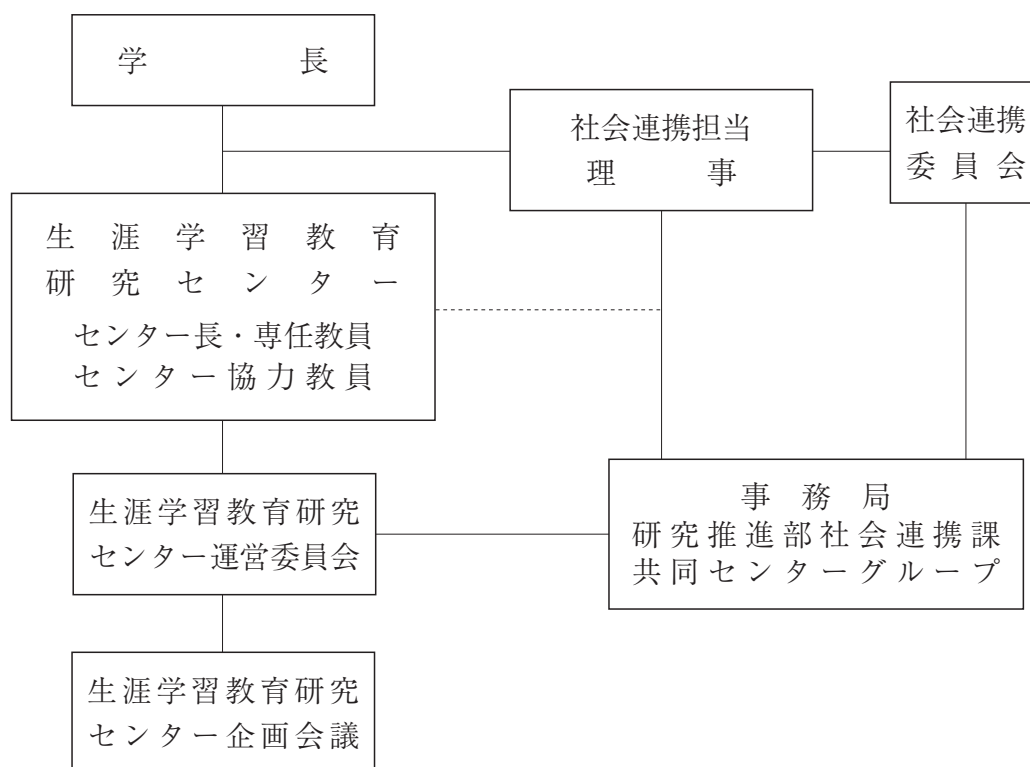 学長
社会連携担当
理事
社会連携
委員会
生涯学習教育
研究センター
センター長・専任教員
センター協力教員
生涯学習教育研究
センター運営委員会
事務局
研究推進部社会連携課
共同センターグループ
生涯学習教育研究
センター企画会議